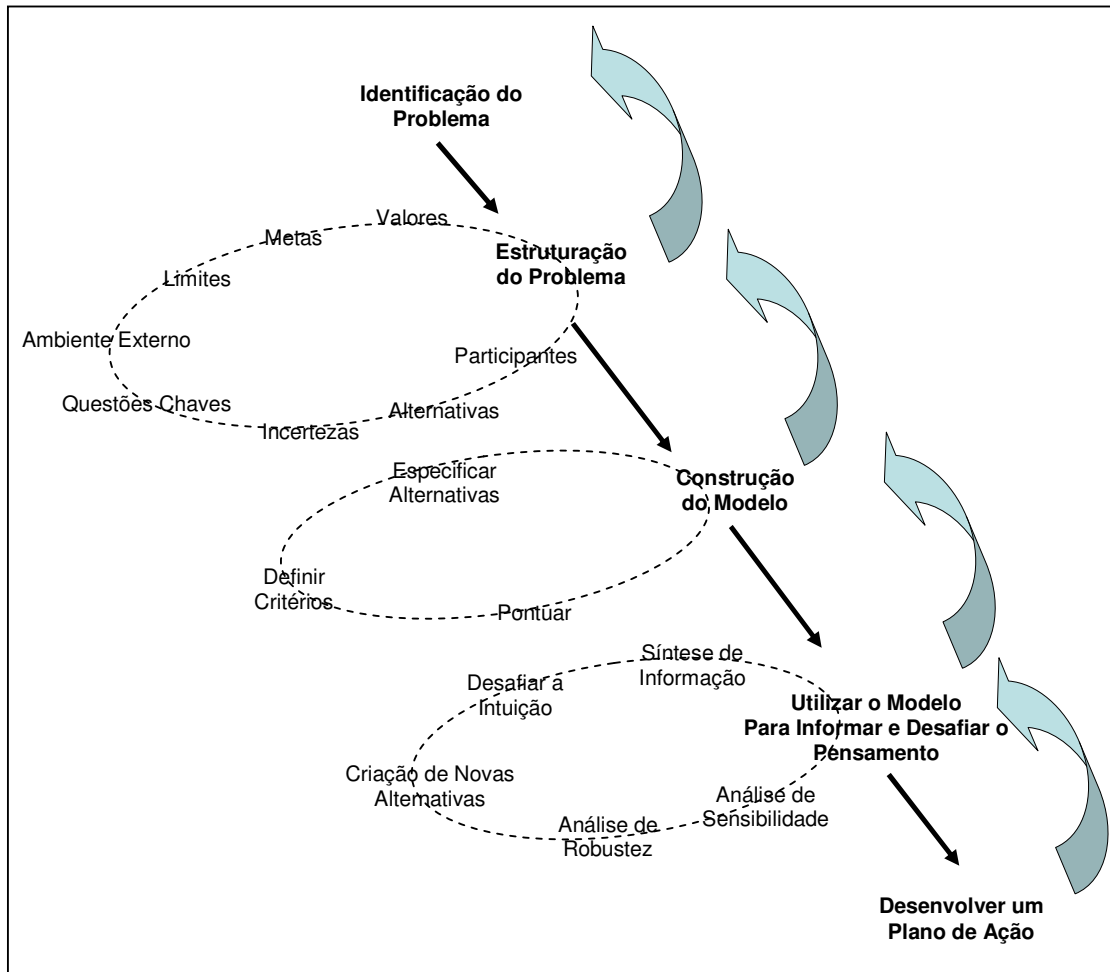 Identificação do
Problema
Valores
Metas
Limites
Ambiente Externo
Questões Chaves
Incertezas
Alternativas
Participantes
Estruturação
do Problema
Especificar
Alternativas
Definir
Critérios
Pontuar
Construção
do Modelo
Síntese de
Informação
Desafiar a
Intuição
Criação de Novas
Alternativas
Análise de
Robustez
Análise de
Sensibilidade
Utilizar o Modelo
Para Informar e Desafiar o
Pensamento
Desenvolver um
Plano de Ação